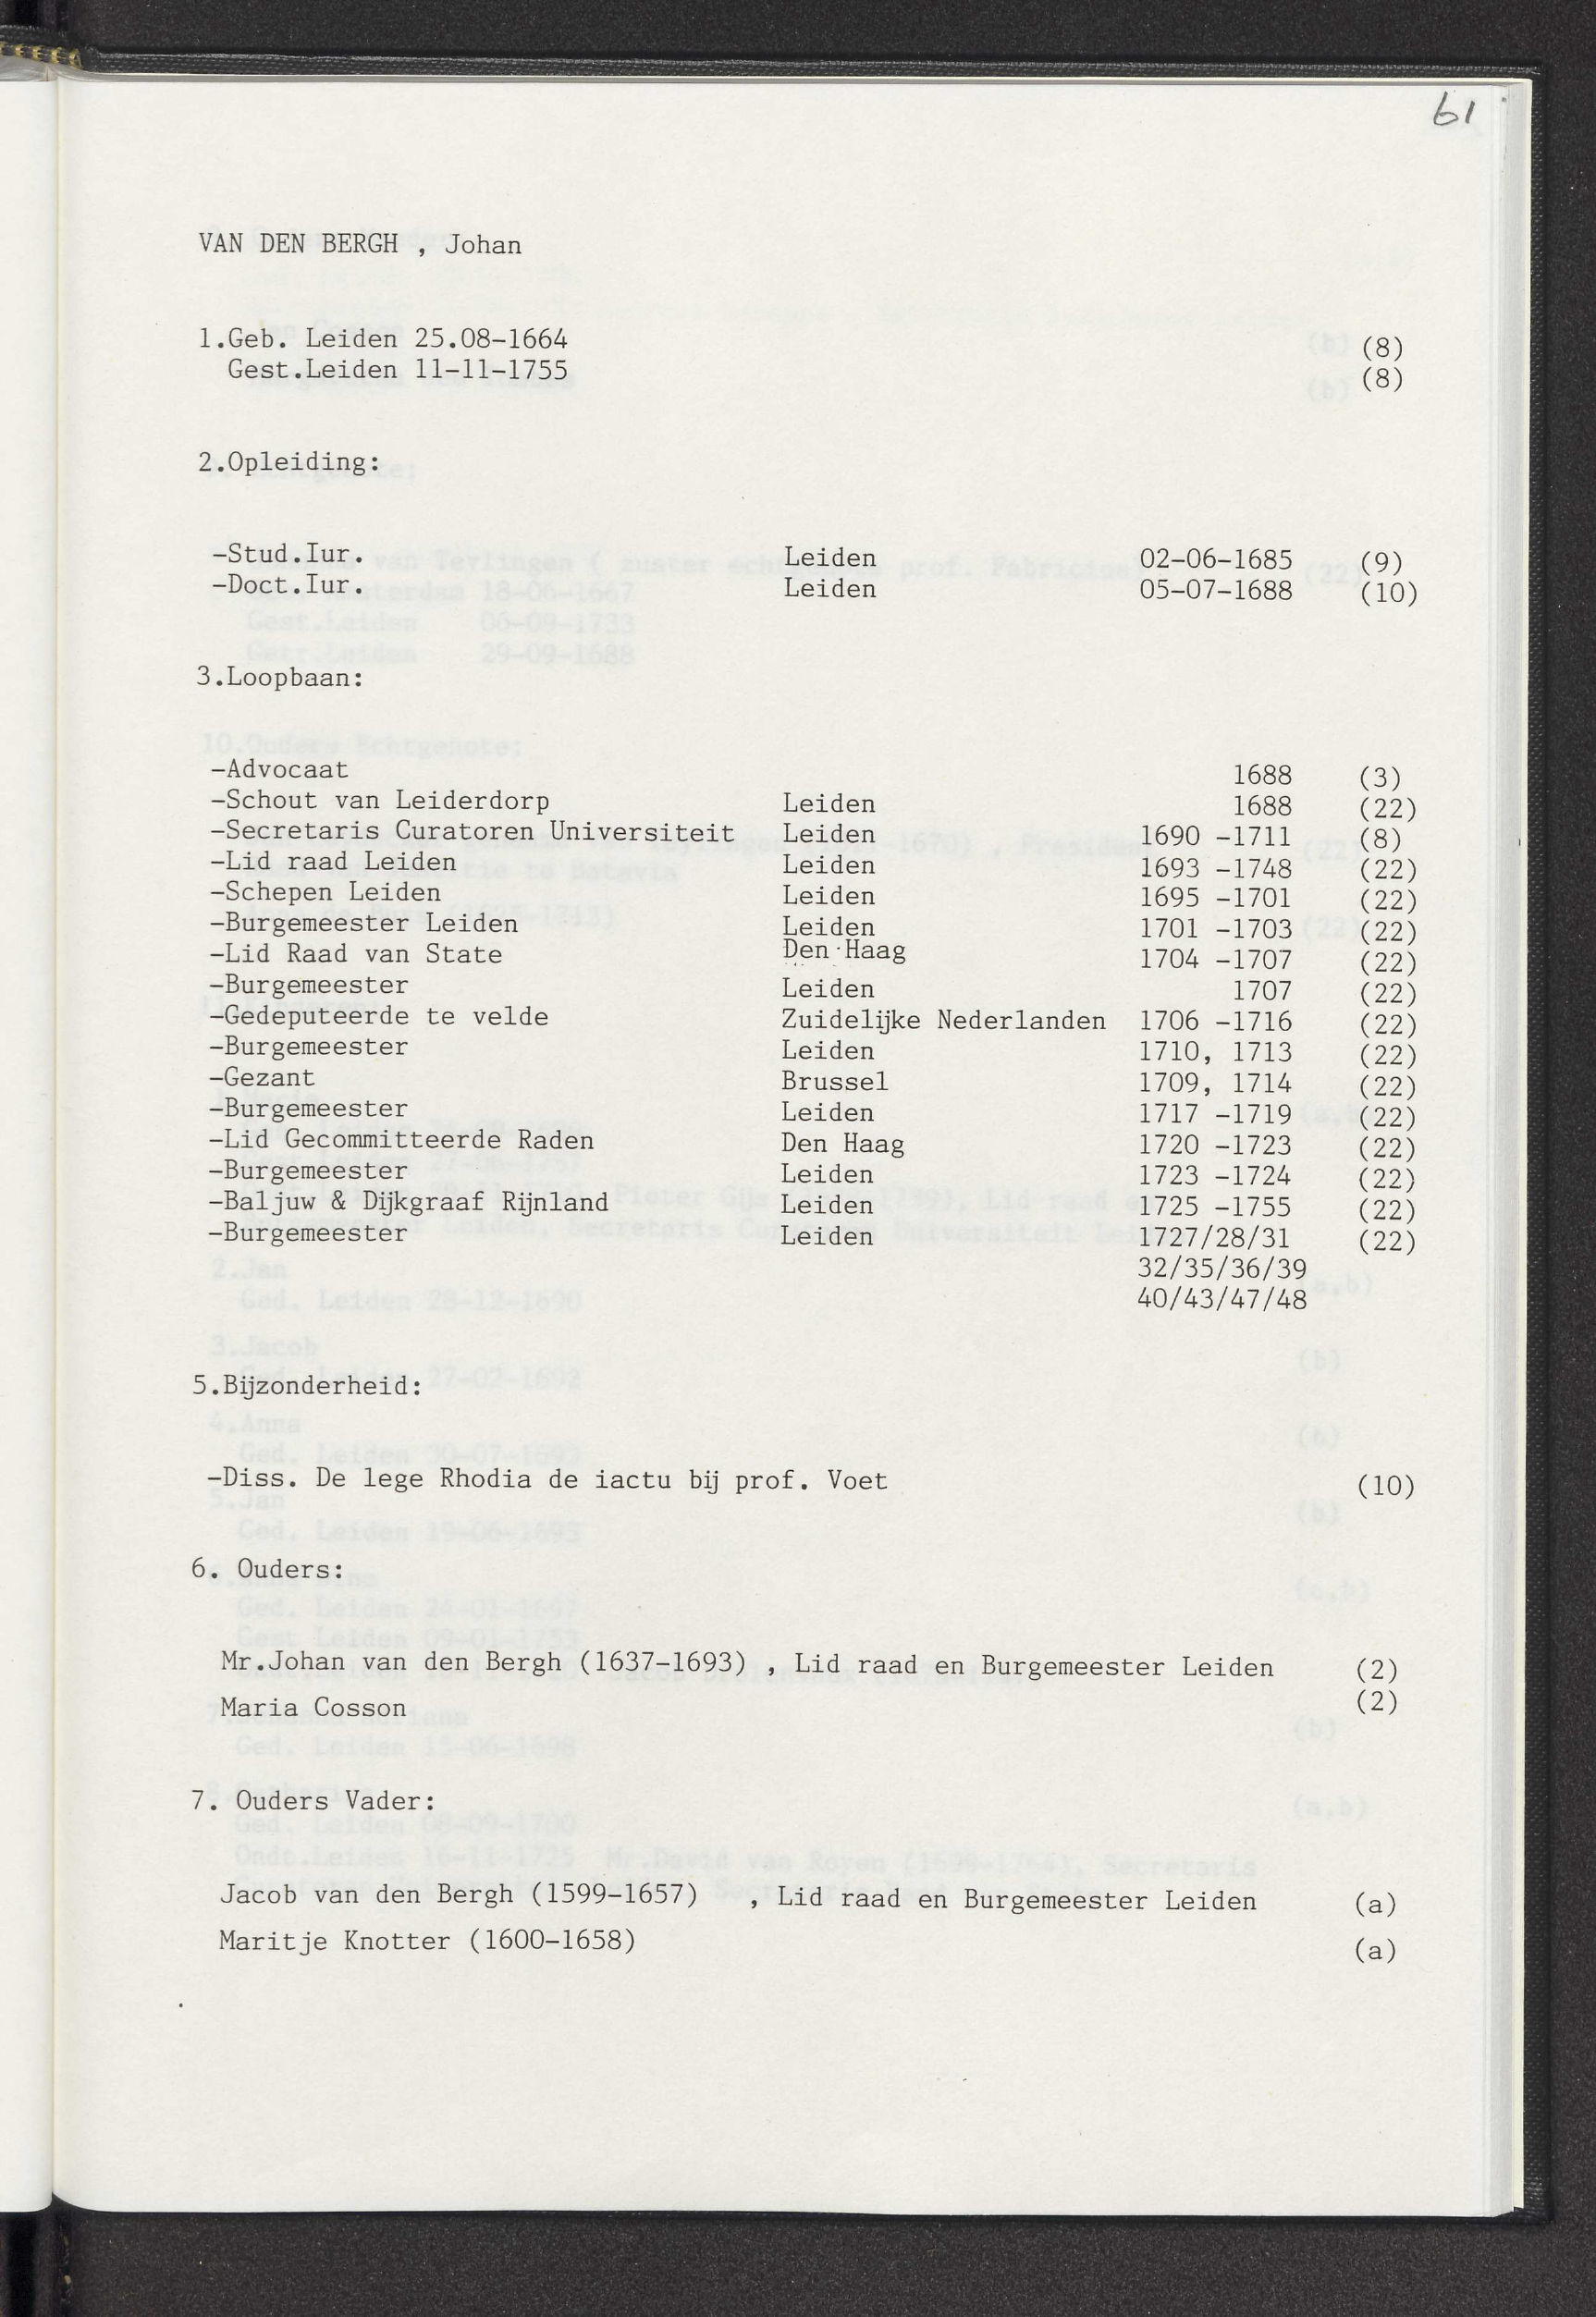 61
VAN DEN BERGH , Johan
1.Geb. Leiden 25.08-1664 (8)
Gest.Leiden 11-11-1755 (8)
2.Opleiding:
-Stud.Iur. Leiden 02-06-1685 (9)
-Doct.Iur. Leiden 05-07-1688 (10)
3.Loopbaan:
-Advocaat 1688 (3)
-Schout van Leiderdorp Leiden 1688 (22)
-Secretaris Curatoren Universiteit Leiden 1690 -1711 (8)
-Lid raad Leiden Leiden 1693 -1748 (22)
-Schepen Leiden Leiden 1695 -1701 (22)
-Burgemeester Leiden Leiden 1701 -1703 (22)
-Lid Raad van State Den Haag 1704 -1707 (22)
-Burgemeester Leiden 1707 (22)
-Gedeputeerde te velde Zuidelijke Nederlanden 1706 -1716 (22)
-Burgemeester Leiden 1710, 1713 (22)
-Gezant Brussel 1709, 1714 (22)
-Burgemeester Leiden 1717 -1719 (22)
-Lid Gecommitteerde Raden Den Haag 1720 -1723 (22)
-Burgemeester Leiden 1723 -1724 (22)
-Baljuw & Dijkgraaf Rijnland Leiden 1725 -1755 (22)
-Burgemeester Leiden 1727/28/31 (22)
32/35/36/39
40/43/47/48
5.Bijzonderheid:
-Diss. De lege Rhodia de iactu bij prof. Voet (10)
6. Ouders:
Mr.Johan van den Bergh (1637-1693) , Lid raad en Burgemeester Leiden (2)
Maria Cosson (2)
7. Ouders Vader:
Jacob van den Bergh (1599-1657) , Lid raad en Burgemeester Leiden (a)
Maritje Knotter (1600-1658) (a)